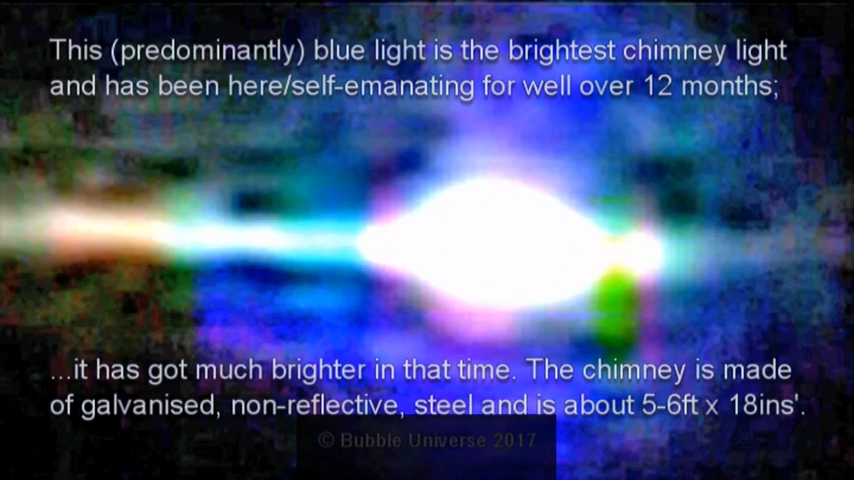 This (predominantly) blue light is the brightest chimney light
and has been here/self-emanating for well over 12 months;
...it has got much brighter in that time. The chimney is made
of galvanised, non-reflective, steel and is about 5-6ft x 18ins'.
© Bubble Universe 2017